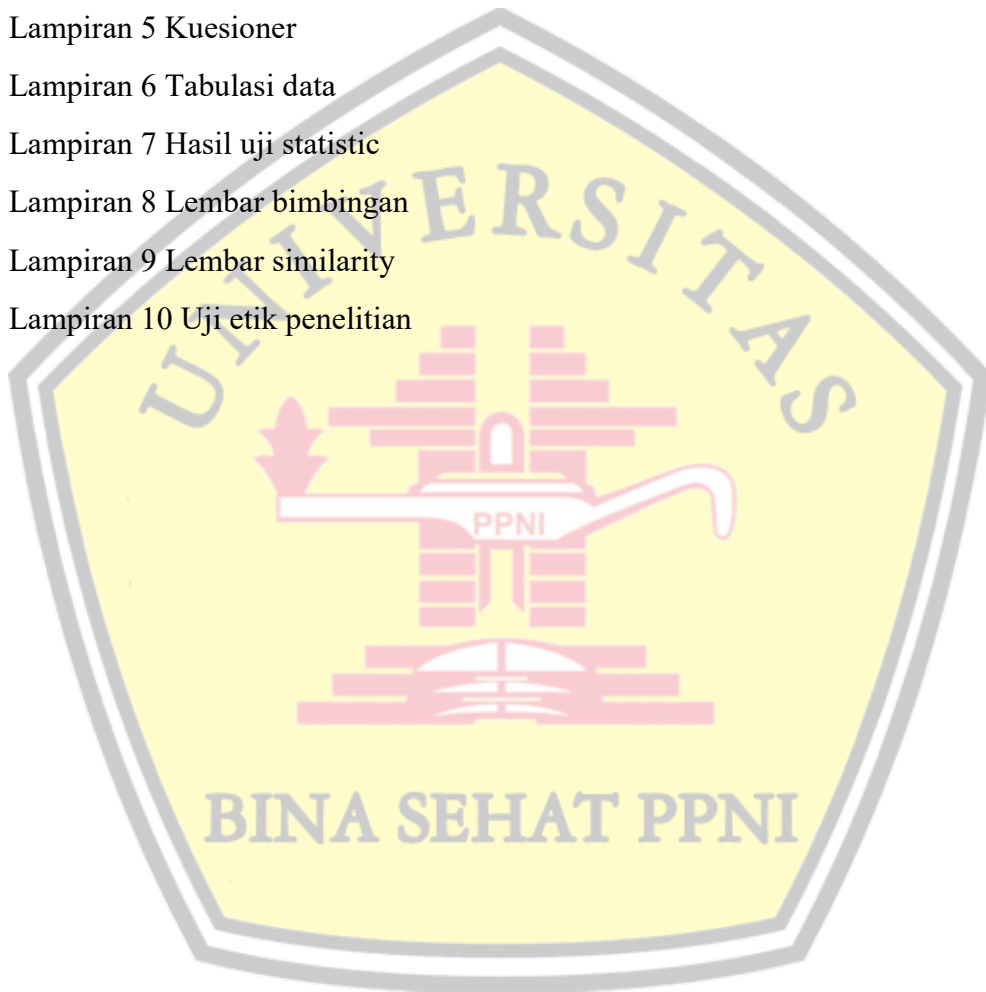 Lampiran 5 Kuesioner
Lampiran 6 Tabulasi data
Lampiran 7 Hasil uji statistic
Lampiran 8 Lembar bimbingan
Lampiran 9 Lembar similarity
Lampiran 10 Uji etik penelitian
UNIVERSITAS
PPNI
BINA SEHAT PPNI